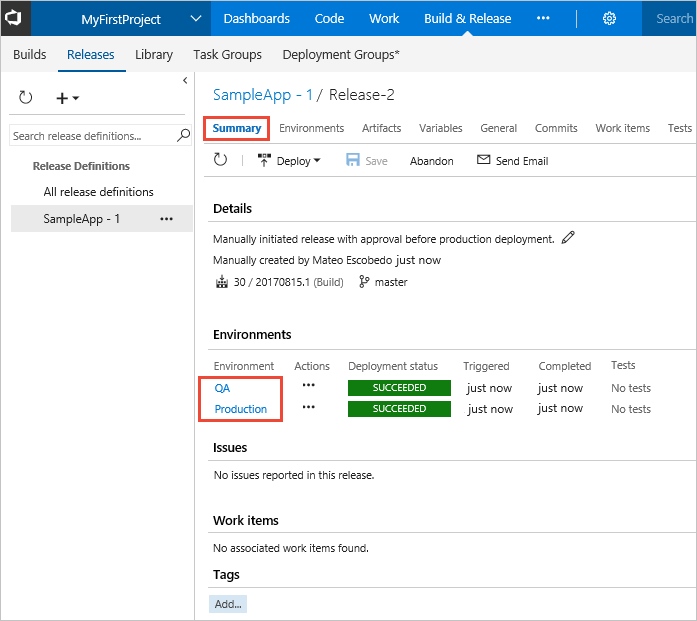 MyFirstProject Dashboards Code Work Build & Release ••• Search
Builds Releases Library Task Groups Deployment Groups*
SampleApp - 1 / Release-2
Search release definitions...
Summary Environments Artifacts Variables General Commits Work items Tests
Deploy Save Abandon Send Email
Release Definitions
All release definitions
SampleApp - 1 •••
Details
Manually initiated release with approval before production deployment.
Manually created by Mateo Escobedo just now
30 / 20170815.1 (Build) master
Environments
Environment Actions Deployment status Triggered Completed Tests
QA ••• SUCCEEDED just now just now No tests
Production ••• SUCCEEDED just now just now No tests
Issues
No issues reported in this release.
Work items
No associated work items found.
Tags
Add...